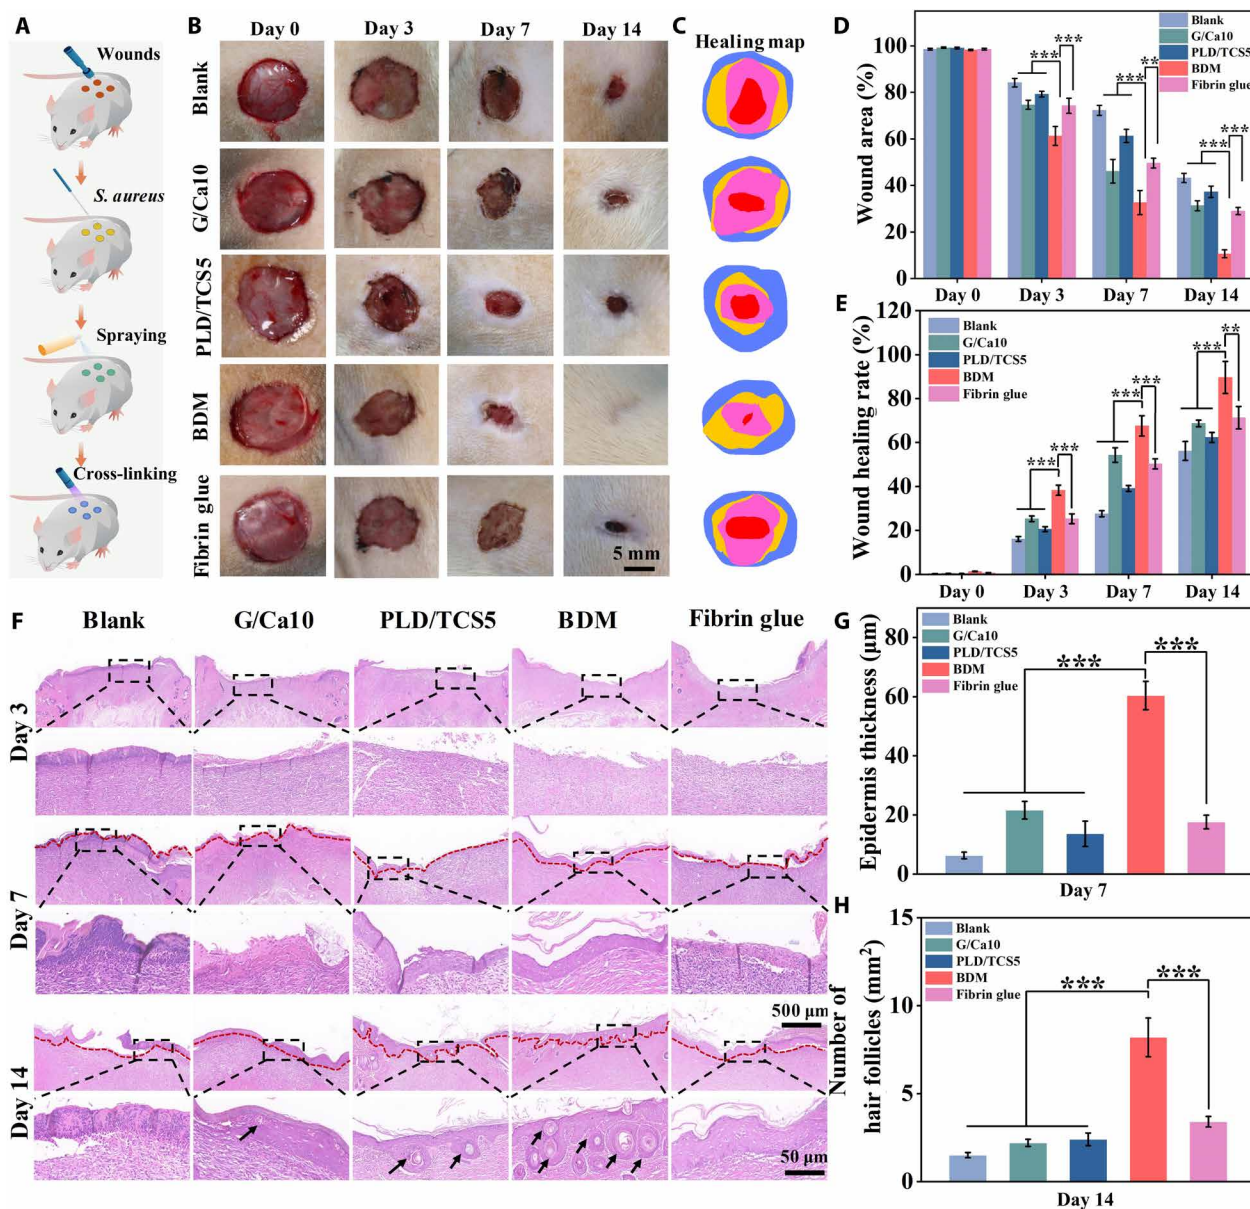 A
Wounds
S. aureus
Spraying
Cross-linking
B
Day 0
Day 3
Day 7
Day 14
Blank
G/Ca10
PLD/TCS5
BDM
Fibrin glue
5 mm
C
Healing map
D
Wound area (%)
100
80
60
40
20
0
Blank
G/Ca10
PLD/TCS5
BDM
Fibrin glue
***
***
***
**
***
***
Day 0
Day 3
Day 7
Day 14
E
Wound healing rate (%)
120
100
80
60
40
20
0
Blank
G/Ca10
PLD/TCS5
BDM
Fibrin glue
***
***
***
***
***
**
Day 0
Day 3
Day 7
Day 14
F
Blank
G/Ca10
PLD/TCS5
BDM
Fibrin glue
Day 3
Day 7
Day 14
500 μm
50 μm
G
Epidermis thickness (μm)
80
60
40
20
0
Blank
G/Ca10
PLD/TCS5
BDM
Fibrin glue
***
***
Day 7
H
Number of
hair follicles (mm²)
15
10
5
0
Blank
G/Ca10
PLD/TCS5
BDM
Fibrin glue
***
***
Day 14